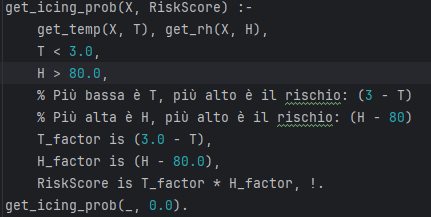 get_icing_prob(X, RiskScore) :-
    get_temp(X, T), get_rh(X, H),
    T < 3.0,
    H > 80.0,
    % Più bassa è T, più alto è il rischio: (3 - T)
    % Più alta è H, più alto è il rischio: (H - 80)
    T_factor is (3.0 - T),
    H_factor is (H - 80.0),
    RiskScore is T_factor * H_factor, !.
get_icing_prob(_, 0.0).